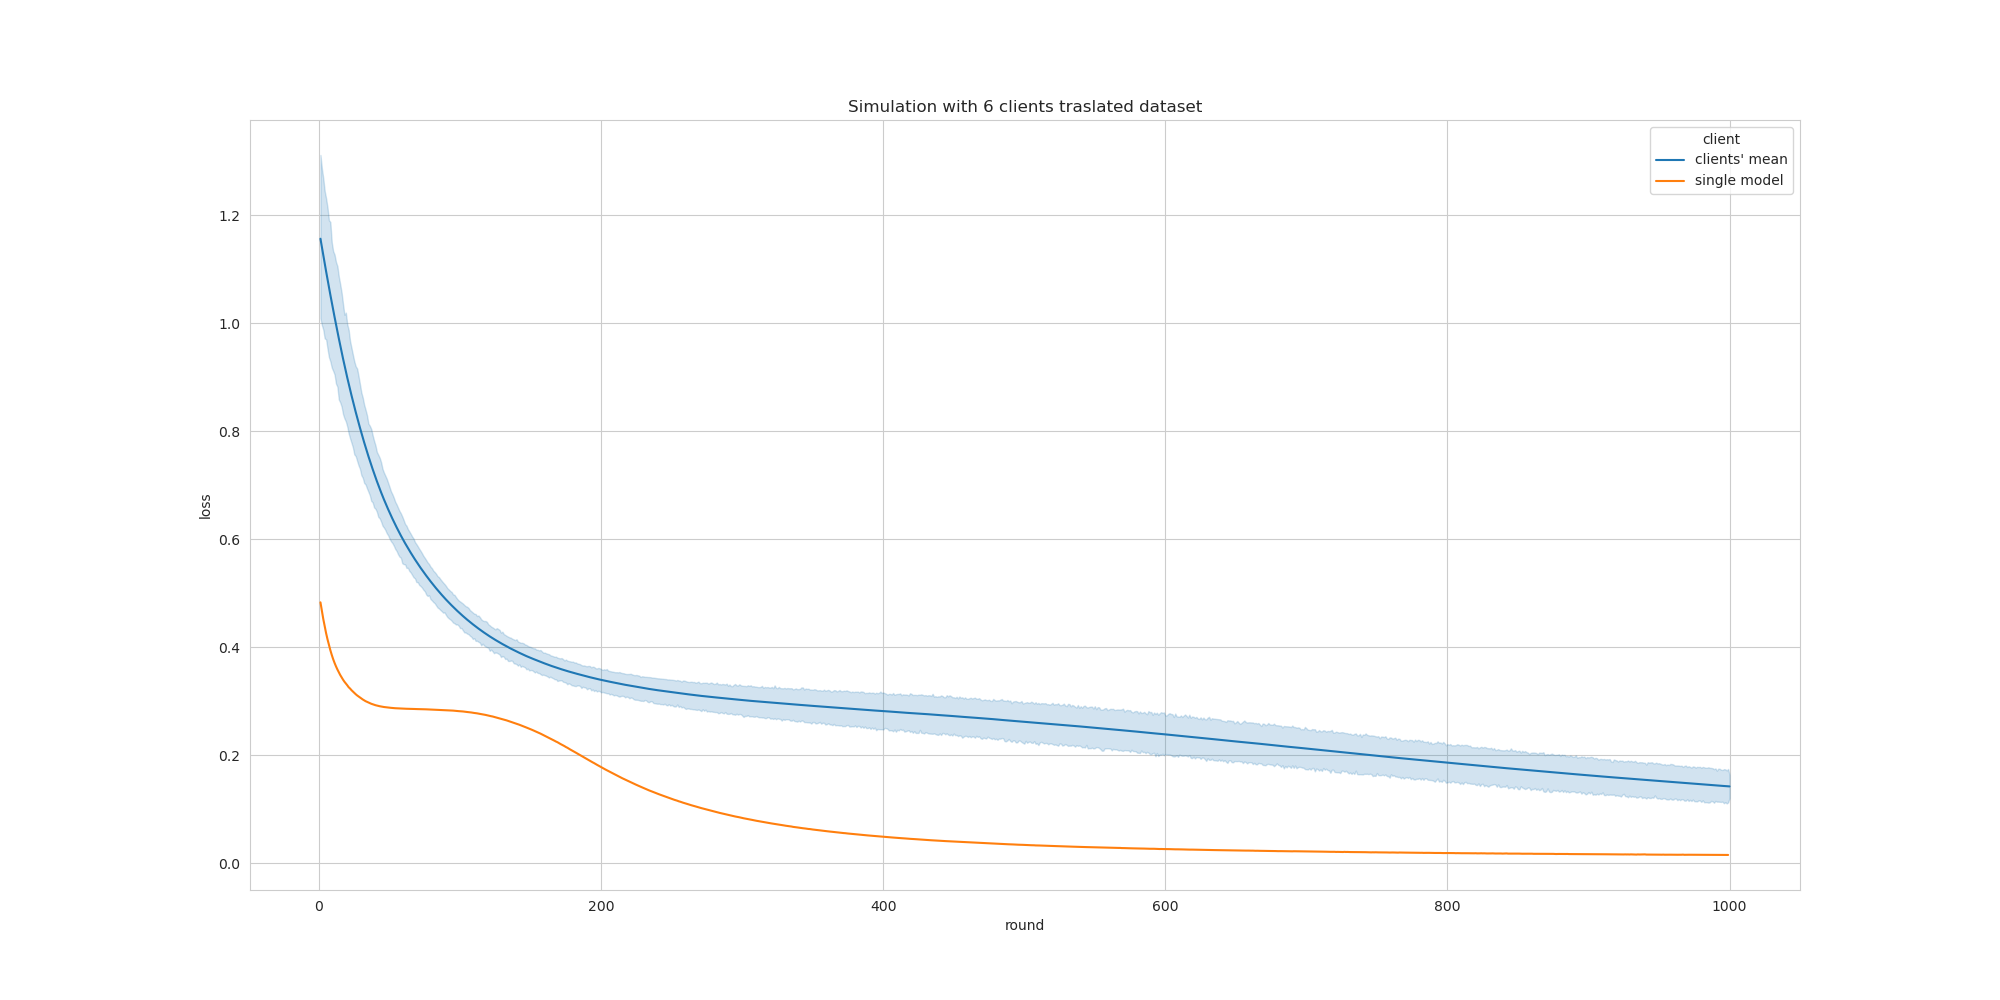 Simulation with 6 clients traslated dataset
client
clients' mean
single model
1.2
1.0
0.8
0.6
0.4
0.2
0.0
loss
0 200 400 600 800 1000
round